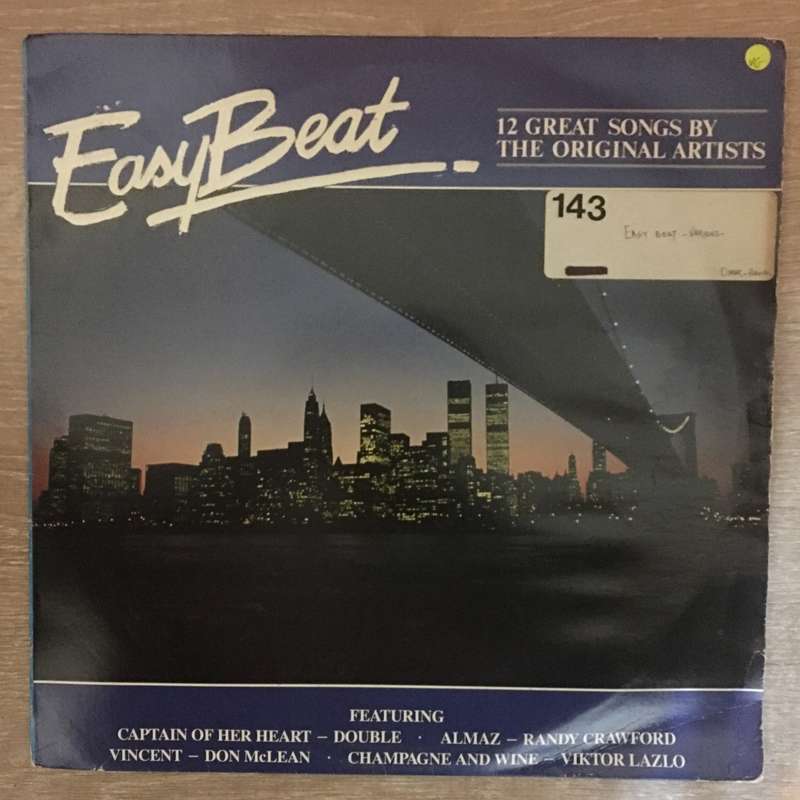 EasyBeat
12 GREAT SONGS BY
THE ORIGINAL ARTISTS
143
EASY BEAT - VARIOUS -
FEATURING
CAPTAIN OF HER HEART – DOUBLE · ALMAZ – RANDY CRAWFORD
VINCENT – DON McLEAN · CHAMPAGNE AND WINE – VIKTOR LAZLO